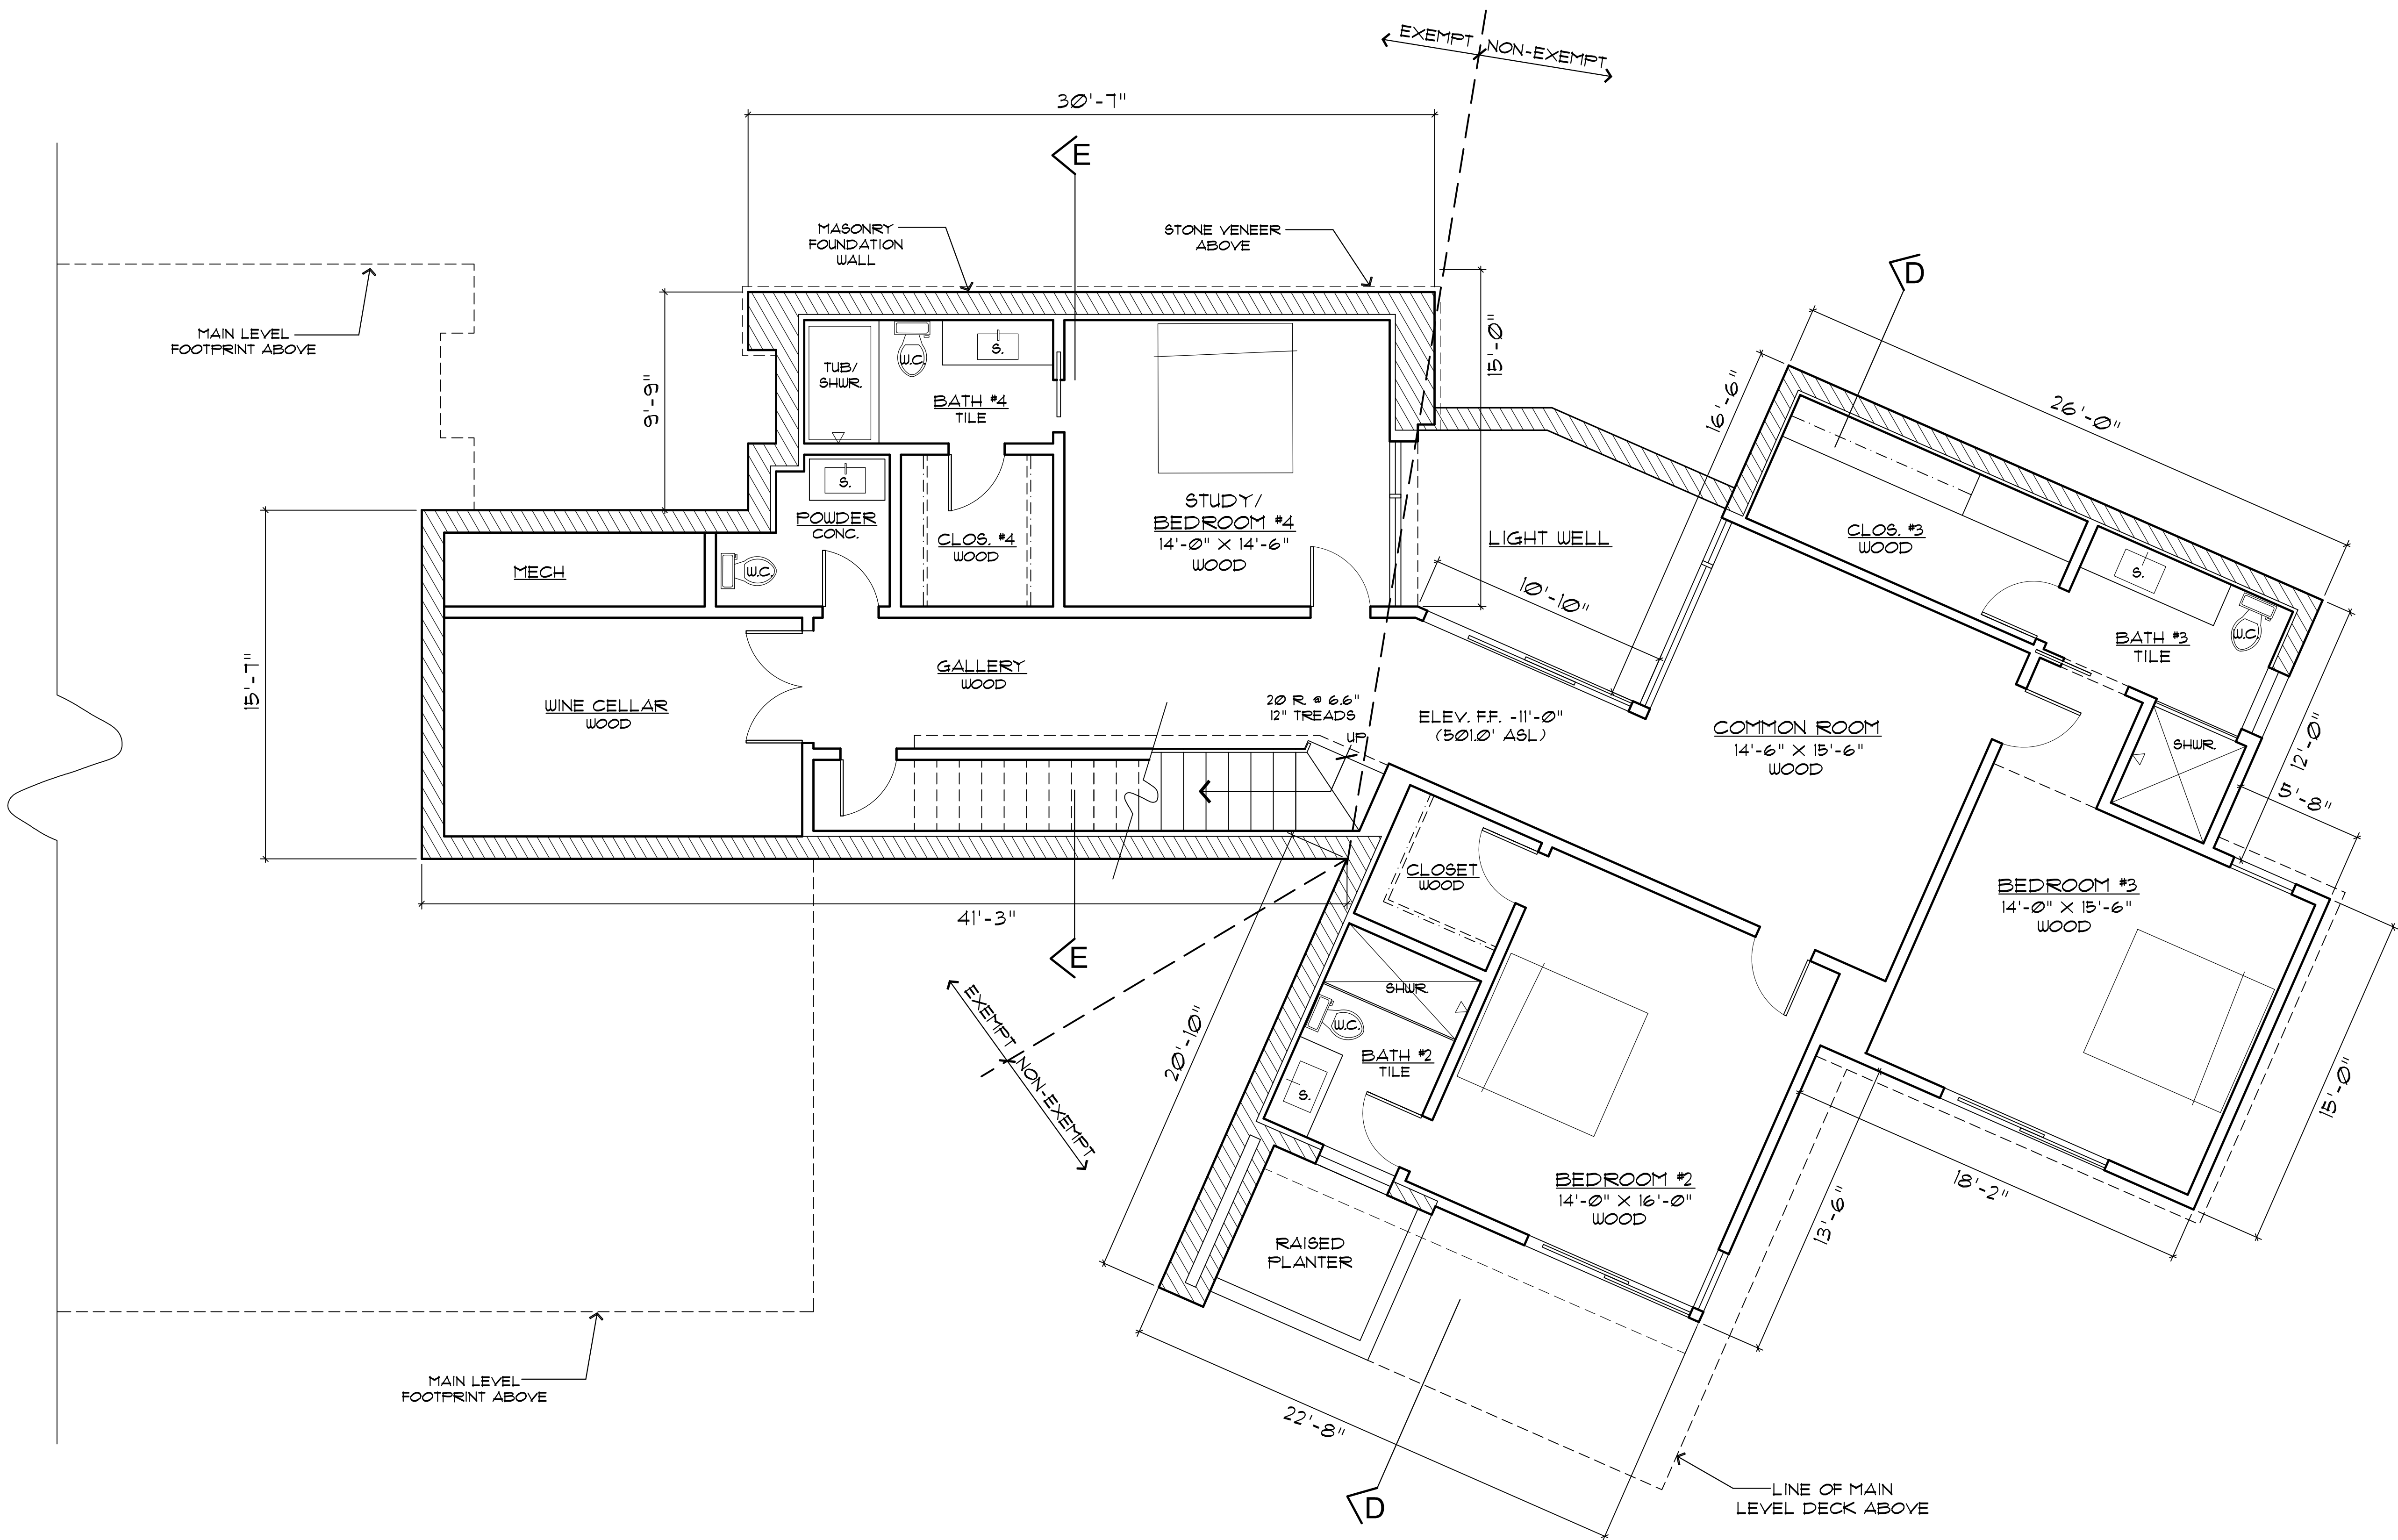 EXEMPT
NON-EXEMPT
30'-7"
E
MASONRY
FOUNDATION
WALL
STONE VENEER
ABOVE
D
MAIN LEVEL
FOOTPRINT ABOVE
15'-0"
9'-9"
16'-6"
26'-0"
TUB/
SHWR.
W.C.
S.
BATH #4
TILE
S.
POWDER
CONC.
CLOS. #4
WOOD
STUDY/
BEDROOM #4
14'-0" X 14'-6"
WOOD
LIGHT WELL
CLOS. #3
WOOD
MECH
W.C.
10'-10"
S.
W.C.
BATH #3
TILE
15'-7"
WINE CELLAR
WOOD
GALLERY
WOOD
20 R. @ 6.6"
12" TREADS
UP
ELEV. F.F. -11'-0"
(501.0' ASL)
COMMON ROOM
14'-6" X 15'-6"
WOOD
SHWR.
12'-0"
5'-8"
CLOSET
WOOD
BEDROOM #3
14'-0" X 15'-6"
WOOD
41'-3"
E
EXEMPT
NON-EXEMPT
20'-10"
SHWR.
W.C.
BATH #2
TILE
S.
15'-0"
18'-2"
BEDROOM #2
14'-0" X 16'-0"
WOOD
13'-6"
RAISED
PLANTER
MAIN LEVEL
FOOTPRINT ABOVE
22'-8"
D
LINE OF MAIN
LEVEL DECK ABOVE